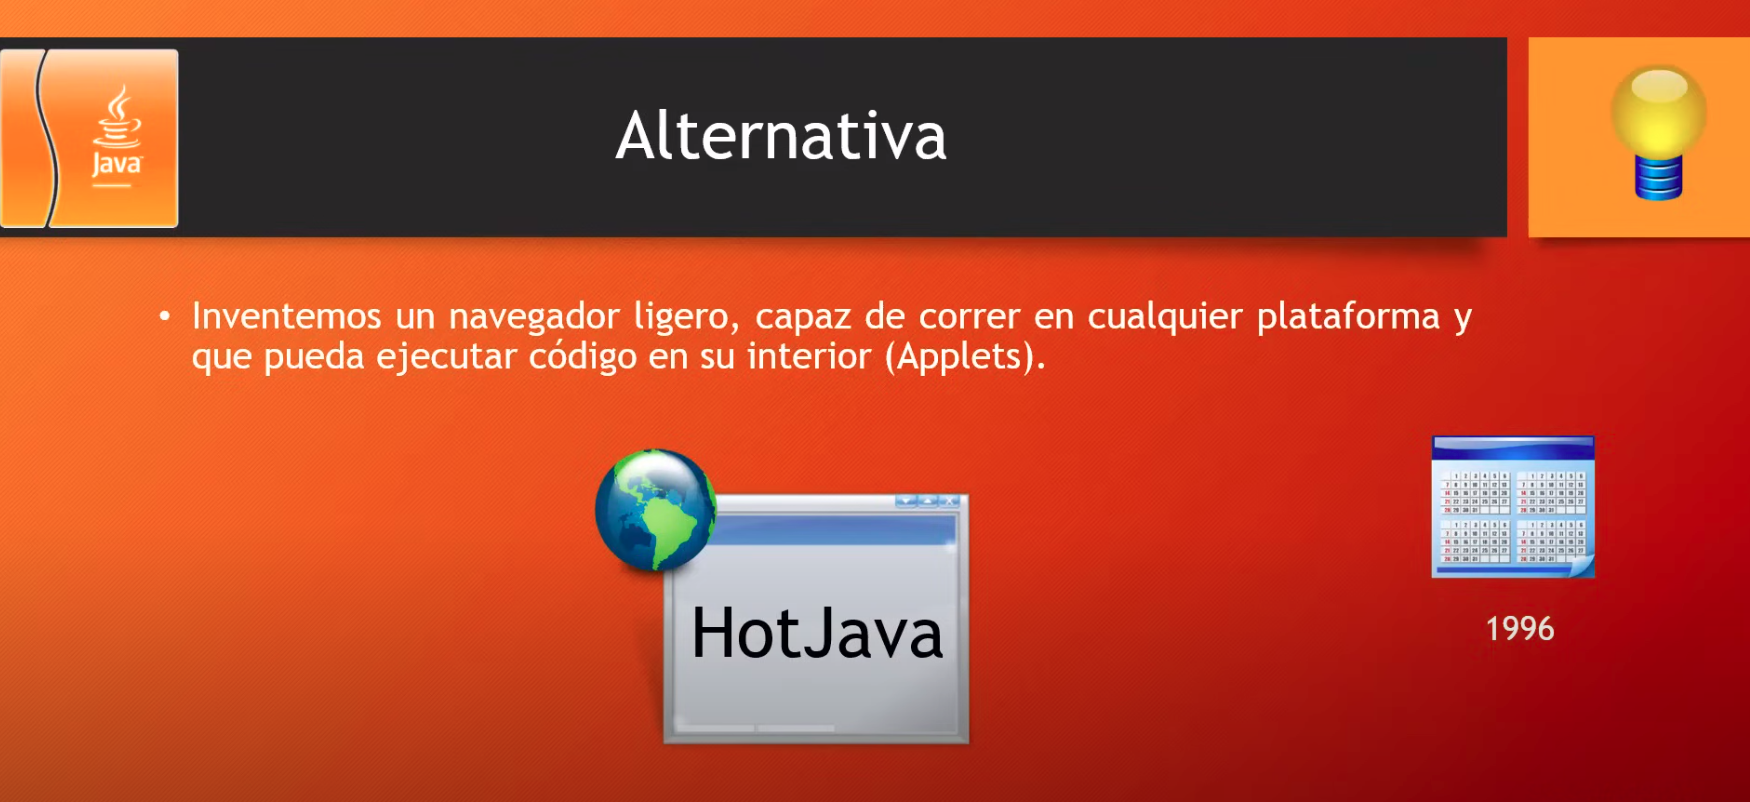 Java
Alternativa
• Inventemos un navegador ligero, capaz de correr en cualquier plataforma y
que pueda ejecutar código en su interior (Applets).
HotJava
1996